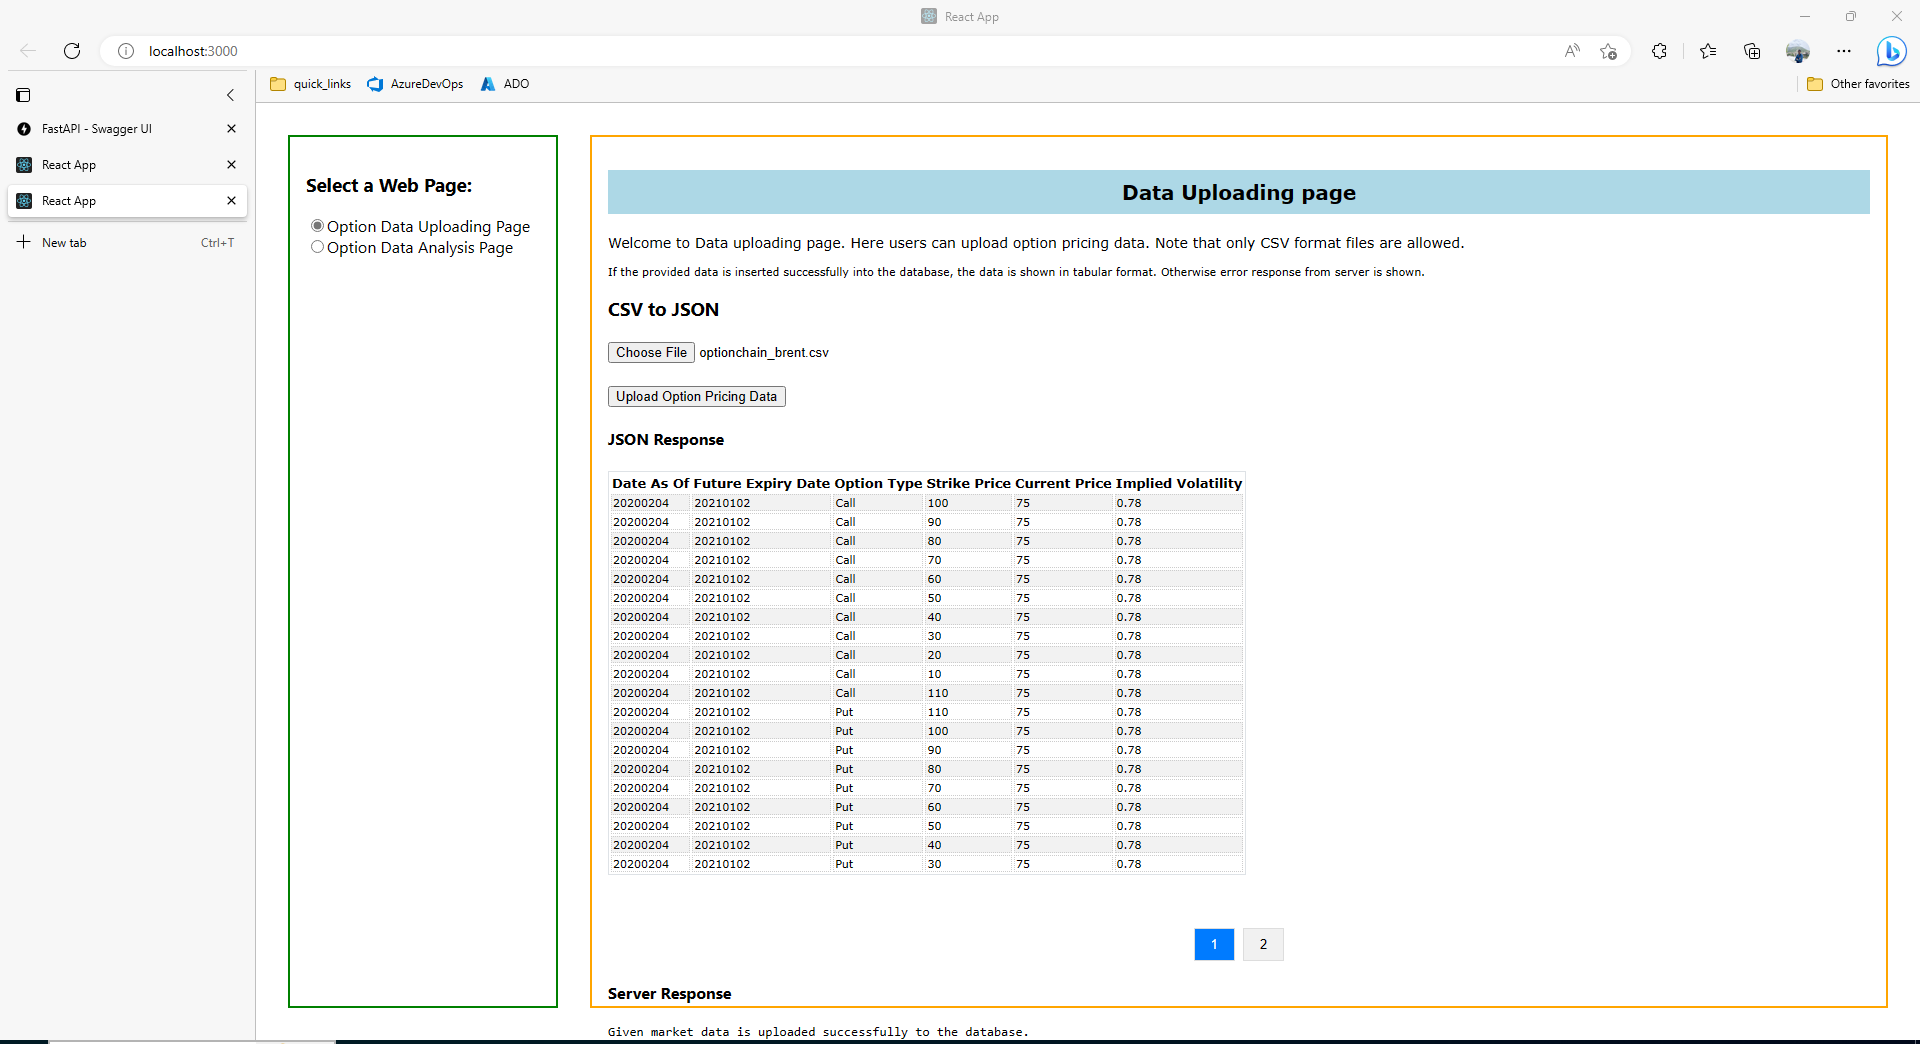 React App
localhost:3000
quick_links AzureDevOps ADO Other favorites
FastAPI - Swagger UI
React App
React App
New tab Ctrl+T
Select a Web Page:
Option Data Uploading Page
Option Data Analysis Page
Data Uploading page
Welcome to Data uploading page. Here users can upload option pricing data. Note that only CSV format files are allowed.
If the provided data is inserted successfully into the database, the data is shown in tabular format. Otherwise error response from server is shown.
CSV to JSON
Choose File optionchain_brent.csv
Upload Option Pricing Data
JSON Response
Date As Of Future Expiry Date Option Type Strike Price Current Price Implied Volatility
20200204 20210102 Call 100 75 0.78
20200204 20210102 Call 90 75 0.78
20200204 20210102 Call 80 75 0.78
20200204 20210102 Call 70 75 0.78
20200204 20210102 Call 60 75 0.78
20200204 20210102 Call 50 75 0.78
20200204 20210102 Call 40 75 0.78
20200204 20210102 Call 30 75 0.78
20200204 20210102 Call 20 75 0.78
20200204 20210102 Call 10 75 0.78
20200204 20210102 Call 110 75 0.78
20200204 20210102 Put 110 75 0.78
20200204 20210102 Put 100 75 0.78
20200204 20210102 Put 90 75 0.78
20200204 20210102 Put 80 75 0.78
20200204 20210102 Put 70 75 0.78
20200204 20210102 Put 60 75 0.78
20200204 20210102 Put 50 75 0.78
20200204 20210102 Put 40 75 0.78
20200204 20210102 Put 30 75 0.78
1 2
Server Response
Given market data is uploaded successfully to the database.